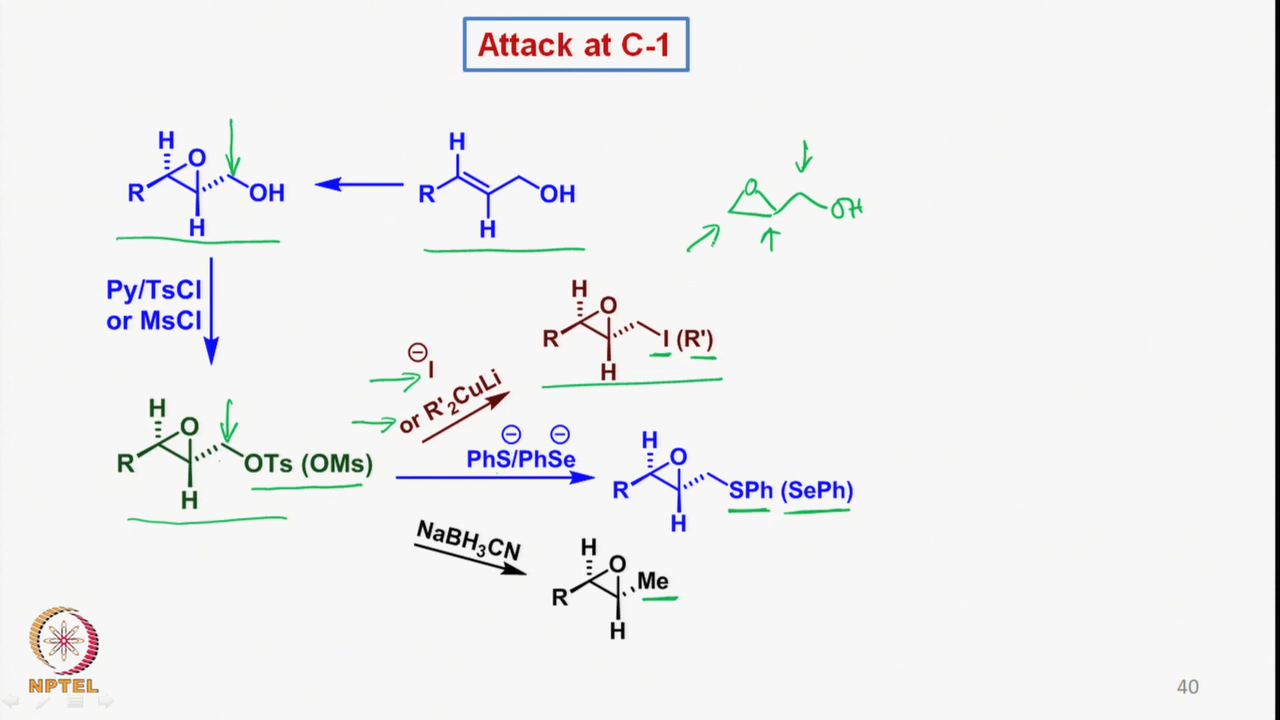 Attack at C-1
H
O
R
OH
H
H
R
OH
H
O
OH
Py/TsCl
or MsCl
H
O
R
I (R')
H
⊖
I
or R'₂CuLi
H
O
R
OTs (OMs)
H
⊖ ⊖
PhS/PhSe
H
O
R
SPh (SePh)
H
NaBH₃CN
H
O
R
Me
H
NPTEL
40